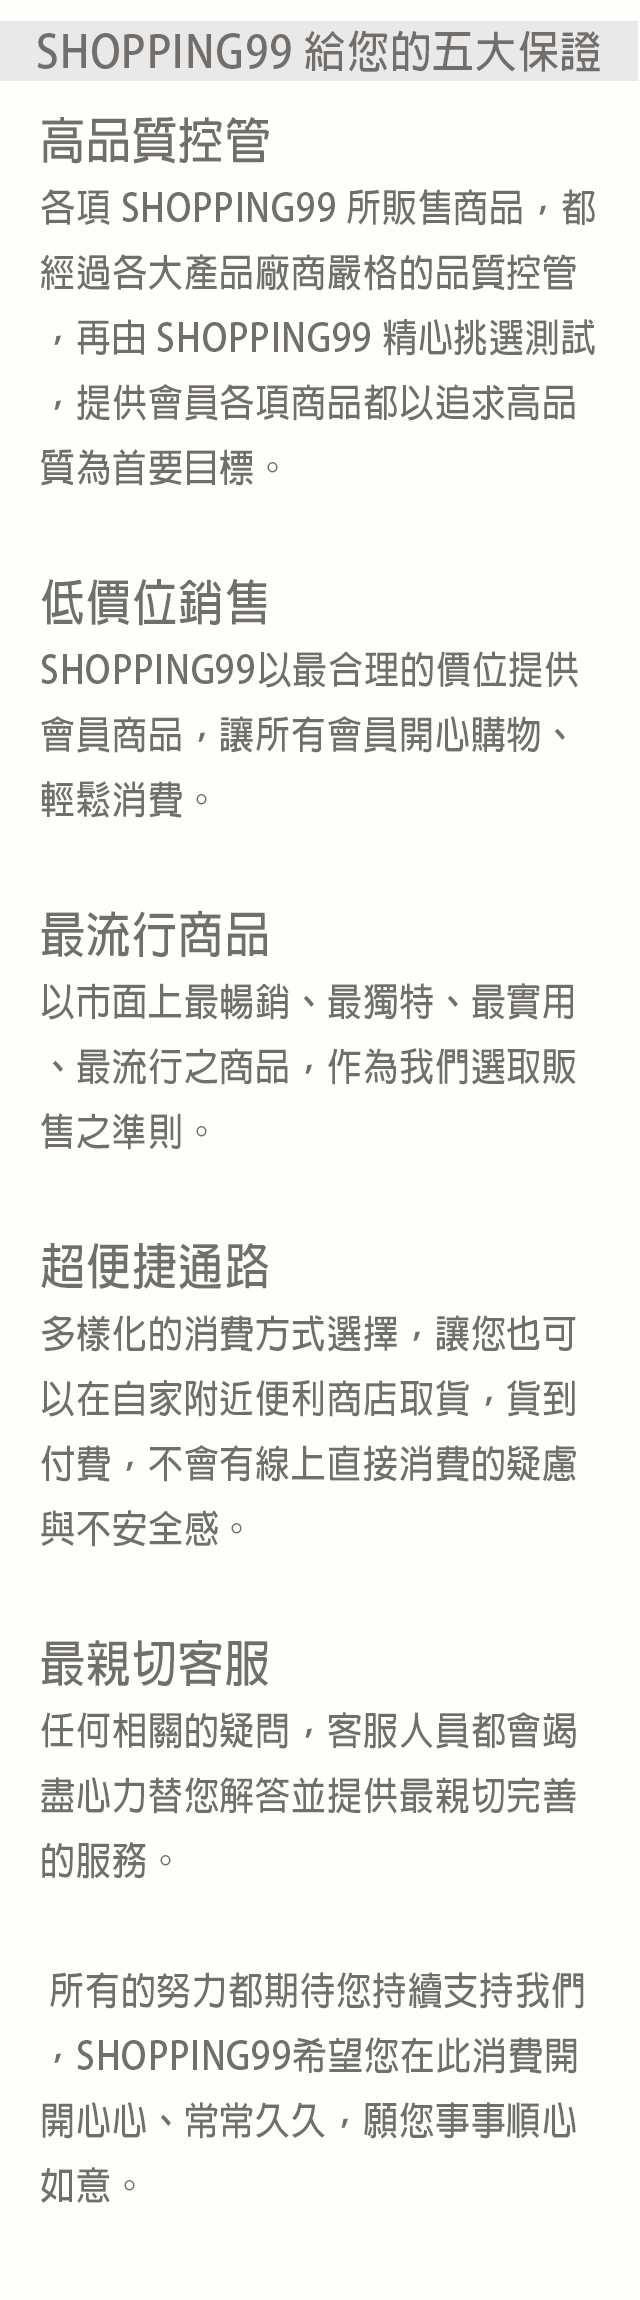 SHOPPING99 給您的五大保證
高品質控管
各項 SHOPPING99 所販售商品，都
經過各大產品廠商嚴格的品質控管
，再由 SHOPPING99 精心挑選測試
，提供會員各項商品都以追求高品
質為首要目標。
低價位銷售
SHOPPING99以最合理的價位提供
會員商品，讓所有會員開心購物、
輕鬆消費。
最流行商品
以市面上最暢銷、最獨特、最實用
、最流行之商品，作為我們選取販
售之準則。
超便捷通路
多樣化的消費方式選擇，讓您也可
以在自家附近便利商店取貨，貨到
付費，不會有線上直接消費的疑慮
與不安全感。
最親切客服
任何相關的疑問，客服人員都會竭
盡心力替您解答並提供最親切完善
的服務。
所有的努力都期待您持續支持我們
，SHOPPING99希望您在此消費開
開心心、常常久久，願您事事順心
如意。